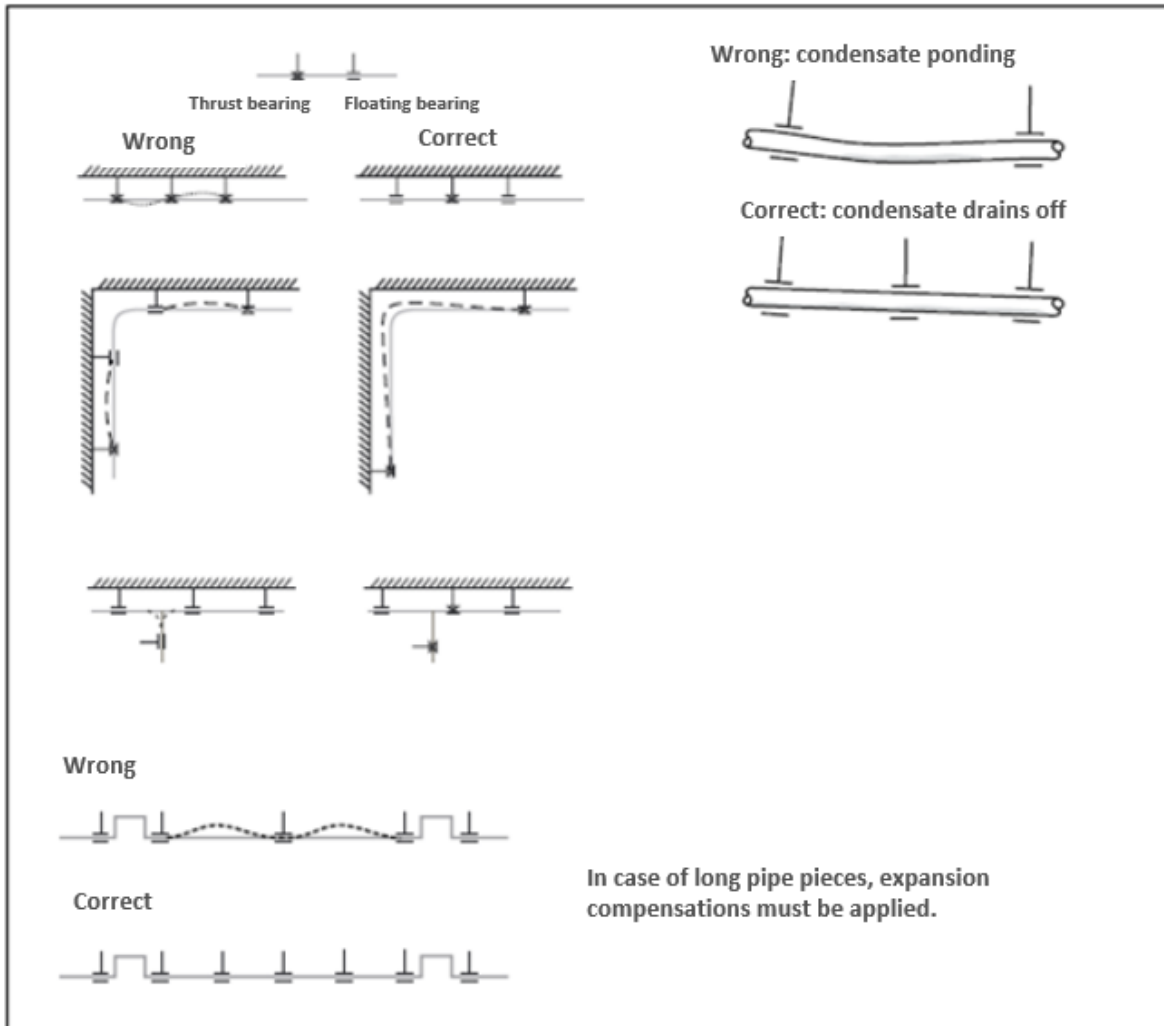 Thrust bearing
Floating bearing
Wrong
Correct
Wrong: condensate ponding
Correct: condensate drains off
Wrong
Correct
In case of long pipe pieces, expansion
compensations must be applied.